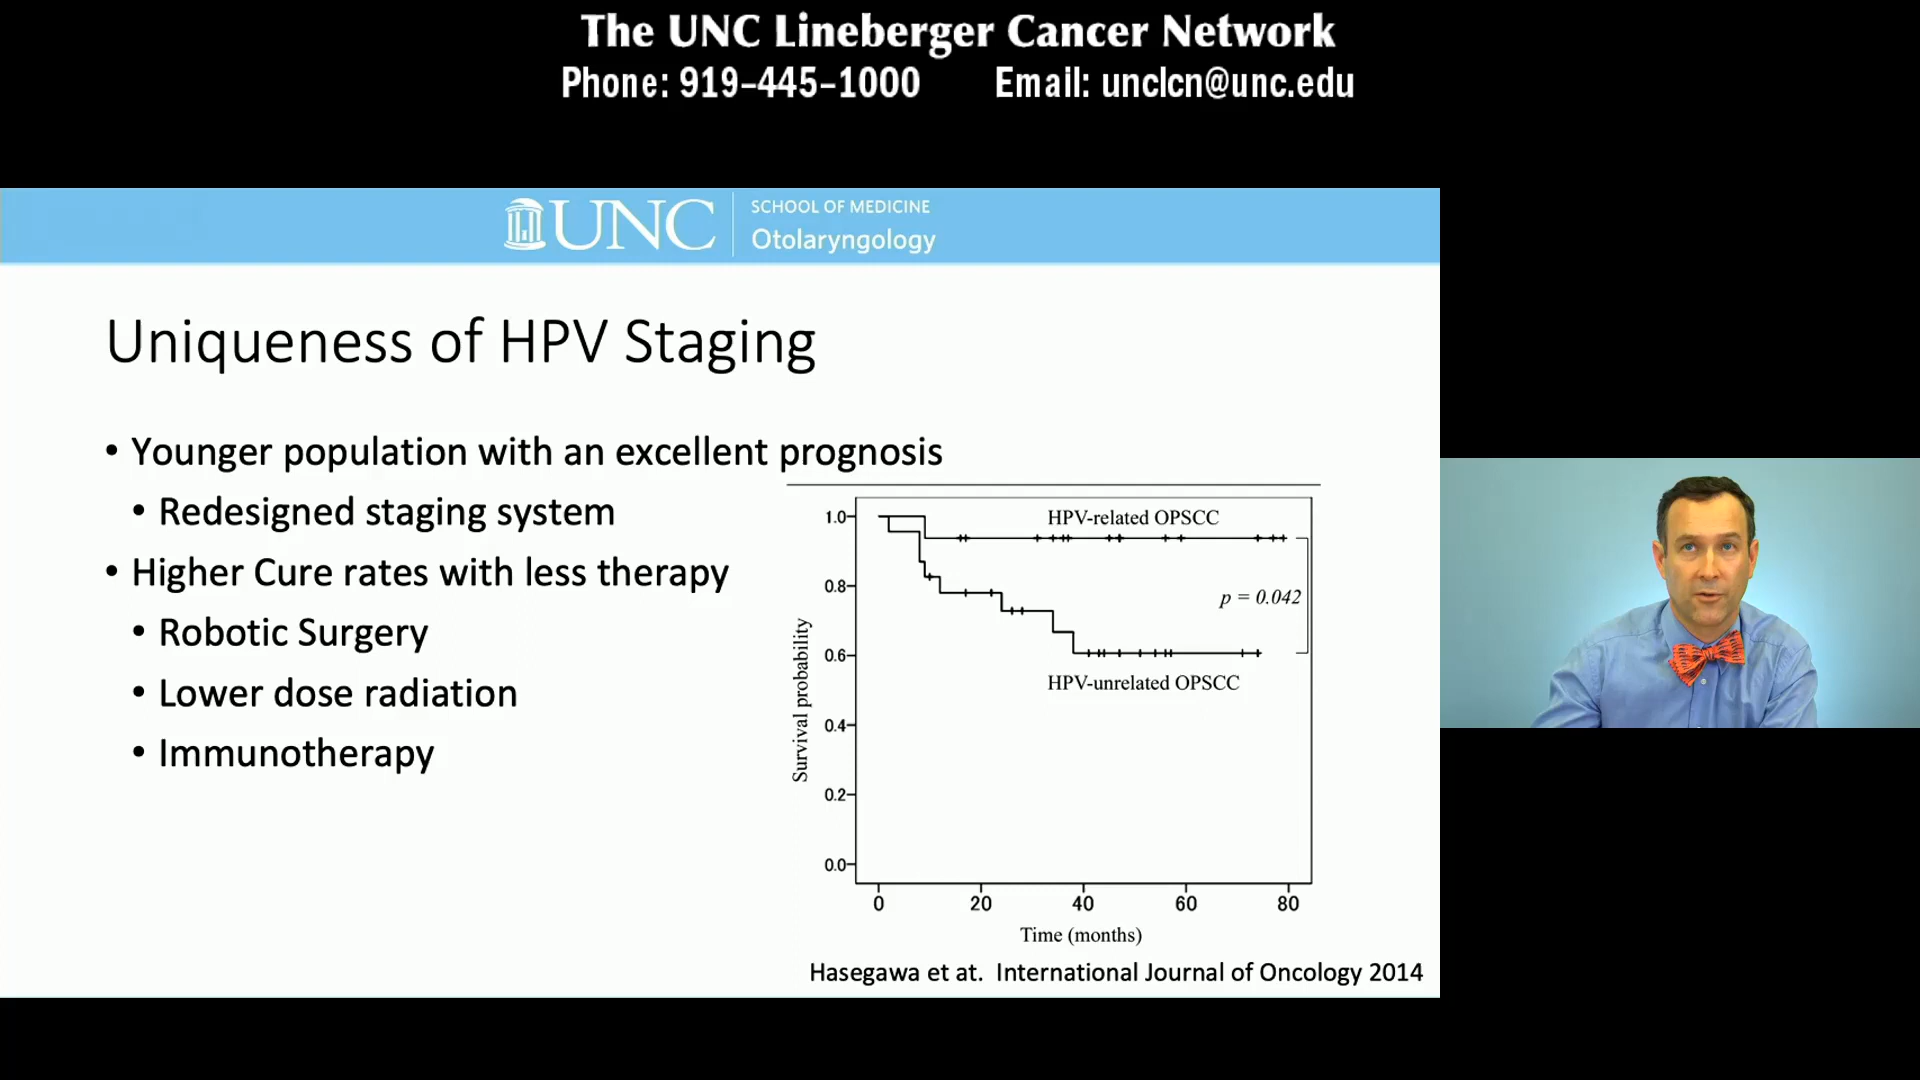 The UNC Lineberger Cancer Network
Phone: 919-445-1000 Email: unclcn@unc.edu
UNC
SCHOOL OF MEDICINE
Otolaryngology
Uniqueness of HPV Staging
• Younger population with an excellent prognosis
• Redesigned staging system
• Higher Cure rates with less therapy
• Robotic Surgery
• Lower dose radiation
• Immunotherapy
HPV-related OPSCC
p = 0.042
HPV-unrelated OPSCC
Survival probability
1.0
0.8
0.6
0.4
0.2
0.0
0 20 40 60 80
Time (months)
Hasegawa et at. International Journal of Oncology 2014